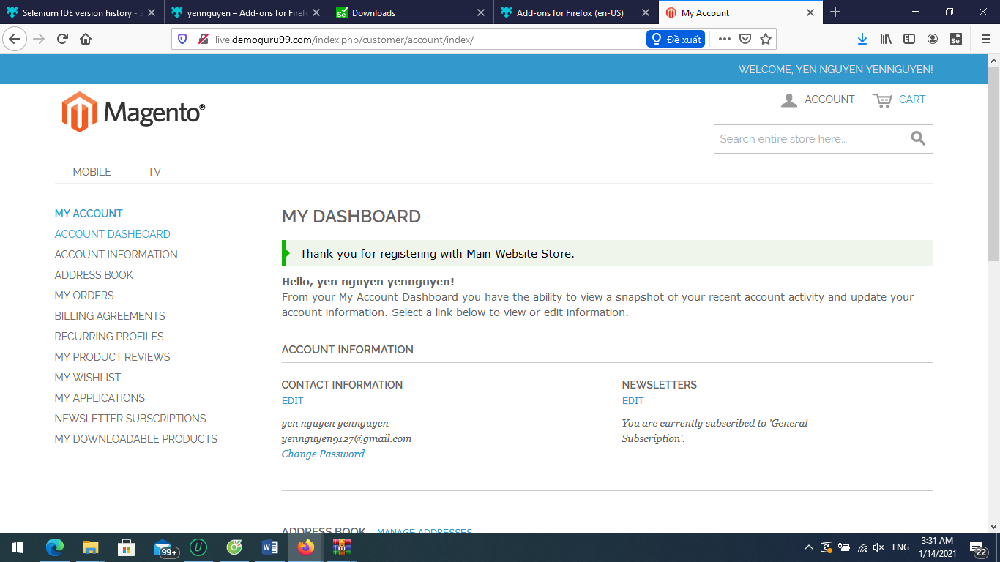 Selenium IDE version history - 2
yennguyen – Add-ons for Firef
Downloads
Add-ons for Firefox (en-US)
My Account
live.demoguru99.com/index.php/customer/account/index/
Đề xuất
WELCOME, YEN NGUYEN YENNGUYEN!
Magento®
ACCOUNT
CART
Search entire store here...
MOBILE
TV
MY ACCOUNT
ACCOUNT DASHBOARD
ACCOUNT INFORMATION
ADDRESS BOOK
MY ORDERS
BILLING AGREEMENTS
RECURRING PROFILES
MY PRODUCT REVIEWS
MY WISHLIST
MY APPLICATIONS
NEWSLETTER SUBSCRIPTIONS
MY DOWNLOADABLE PRODUCTS
MY DASHBOARD
Thank you for registering with Main Website Store.
Hello, yen nguyen yennguyen!
From your My Account Dashboard you have the ability to view a snapshot of your recent account activity and update your
account information. Select a link below to view or edit information.
ACCOUNT INFORMATION
CONTACT INFORMATION
EDIT
yen nguyen yennguyen
yennguyen9127@gmail.com
Change Password
NEWSLETTERS
EDIT
You are currently subscribed to 'General
Subscription'.
ADDRESS BOOK MANAGE ADDRESSES
99+
ENG
3:31 AM
1/14/2021
22